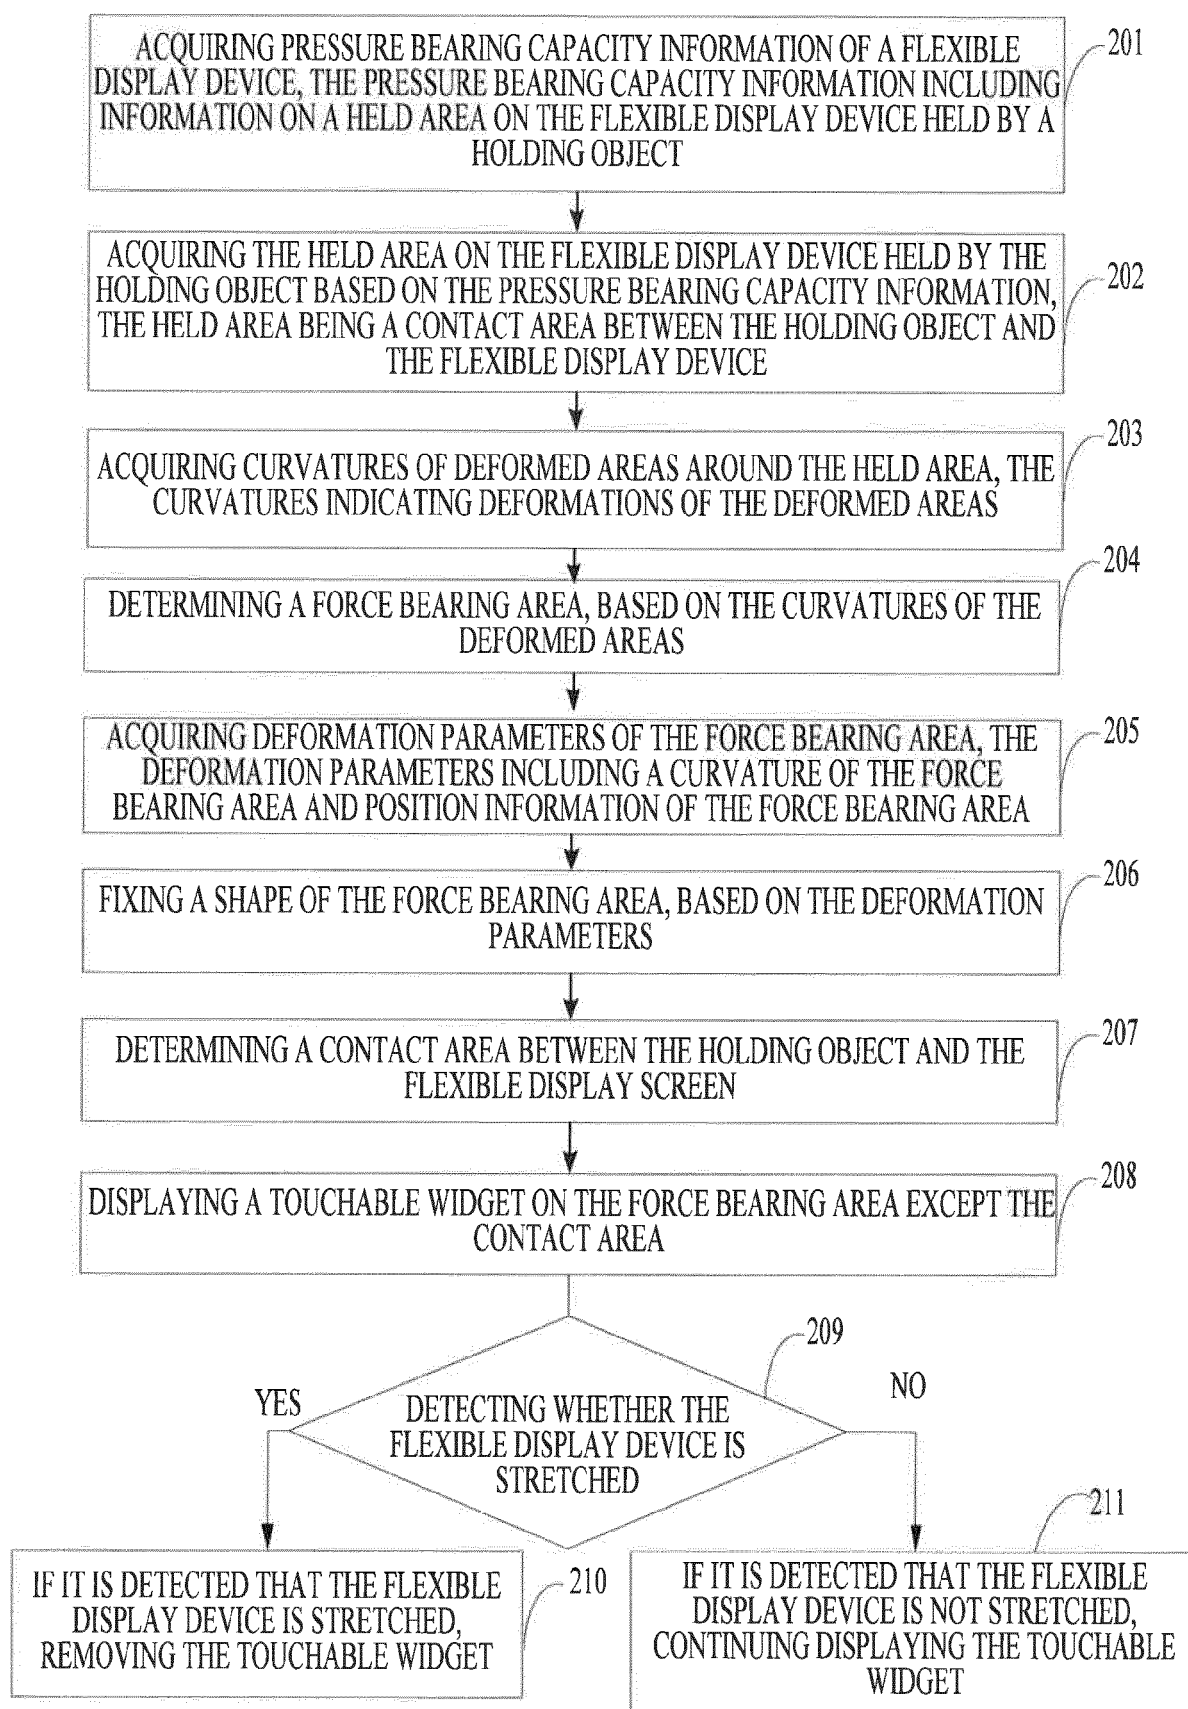 ACQUIRING PRESSURE BEARING CAPACITY INFORMATION OF A FLEXIBLE
DISPLAY DEVICE, THE PRESSURE BEARING CAPACITY INFORMATION INCLUDING
INFORMATION ON A HELD AREA ON THE FLEXIBLE DISPLAY DEVICE HELD BY A
HOLDING OBJECT
201
ACQUIRING THE HELD AREA ON THE FLEXIBLE DISPLAY DEVICE HELD BY THE
HOLDING OBJECT BASED ON THE PRESSURE BEARING CAPACITY INFORMATION,
THE HELD AREA BEING A CONTACT AREA BETWEEN THE HOLDING OBJECT AND
THE FLEXIBLE DISPLAY DEVICE
202
ACQUIRING CURVATURES OF DEFORMED AREAS AROUND THE HELD AREA, THE
CURVATURES INDICATING DEFORMATIONS OF THE DEFORMED AREAS
203
DETERMINING A FORCE BEARING AREA, BASED ON THE CURVATURES OF THE
DEFORMED AREAS
204
ACQUIRING DEFORMATION PARAMETERS OF THE FORCE BEARING AREA, THE
DEFORMATION PARAMETERS INCLUDING A CURVATURE OF THE FORCE
BEARING AREA AND POSITION INFORMATION OF THE FORCE BEARING AREA
205
FIXING A SHAPE OF THE FORCE BEARING AREA, BASED ON THE DEFORMATION
PARAMETERS
206
DETERMINING A CONTACT AREA BETWEEN THE HOLDING OBJECT AND THE
FLEXIBLE DISPLAY SCREEN
207
DISPLAYING A TOUCHABLE WIDGET ON THE FORCE BEARING AREA EXCEPT THE
CONTACT AREA
208
209
YES
NO
DETECTING WHETHER THE
FLEXIBLE DISPLAY DEVICE IS
STRETCHED
IF IT IS DETECTED THAT THE FLEXIBLE
DISPLAY DEVICE IS STRETCHED,
REMOVING THE TOUCHABLE WIDGET
210
211
IF IT IS DETECTED THAT THE FLEXIBLE
DISPLAY DEVICE IS NOT STRETCHED,
CONTINUING DISPLAYING THE TOUCHABLE
WIDGET